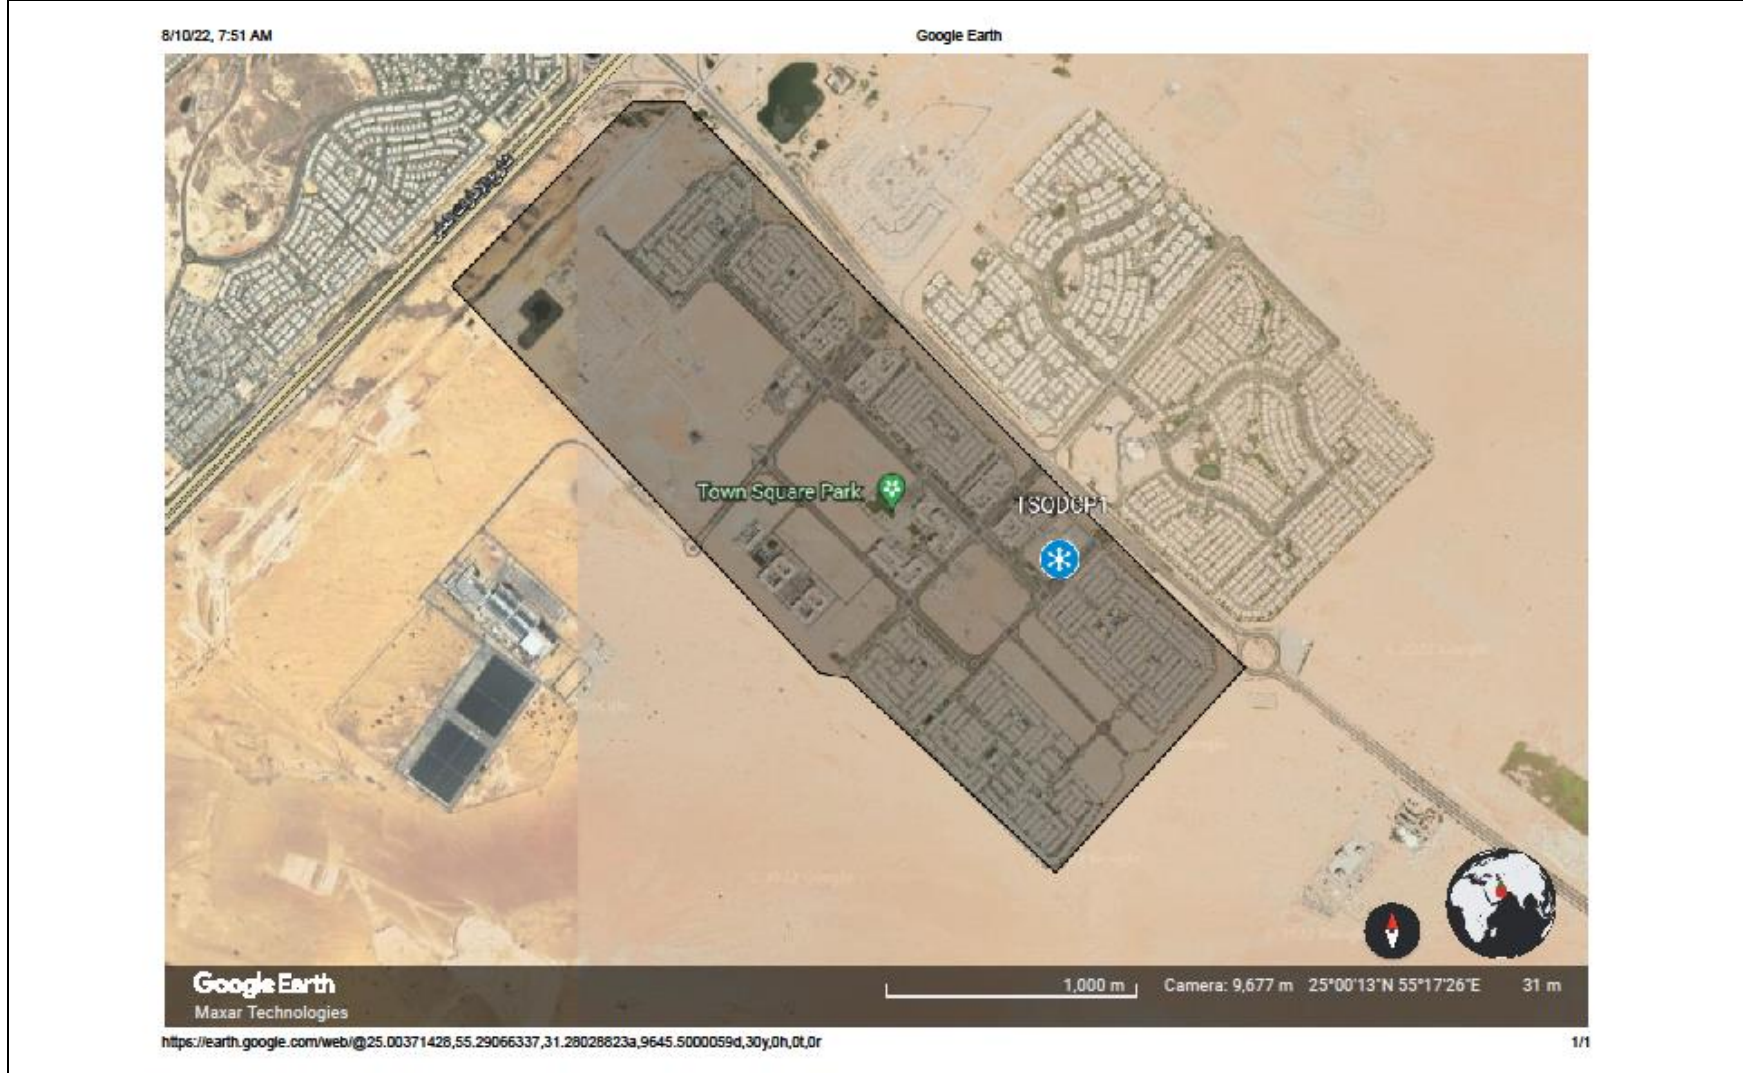 8/10/22, 7:51 AM
Google Earth
Town Square Park
TSQDCP1
Google Earth
Maxar Technologies
1,000 m
Camera: 9,677 m 25°00'13"N 55°17'26"E 31 m
https://earth.google.com/web/@25.00371428,55.29066337,31.28028823a,9645.5000059d,30y,0h,0t,0r
1/1